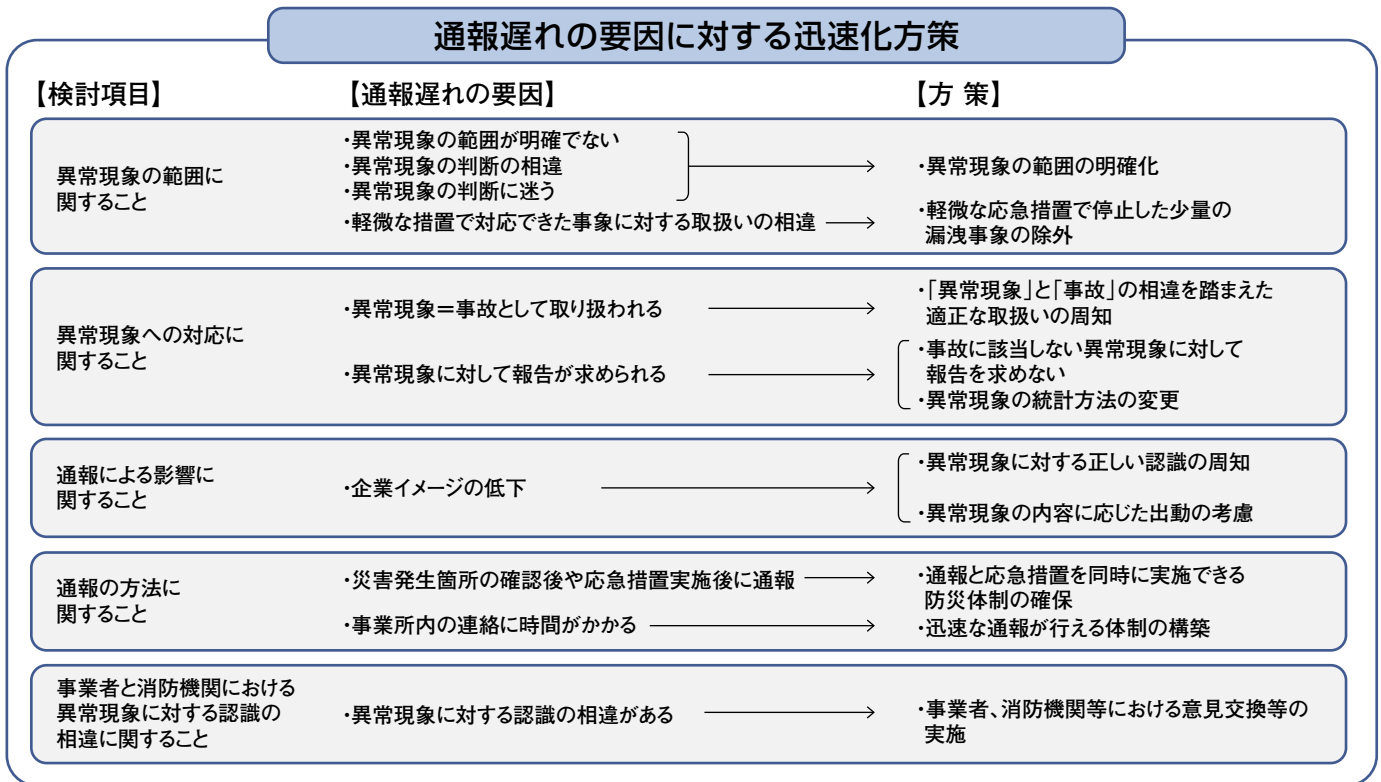 通報遅れの要因に対する迅速化方策
【検討項目】
【通報遅れの要因】
【方 策】
異常現象の範囲に
関すること
・異常現象の範囲が明確でない
・異常現象の判断の相違
・異常現象の判断に迷う
・軽微な措置で対応できた事象に対する取扱いの相違
・異常現象の範囲の明確化
・軽微な応急措置で停止した少量の
漏洩事象の除外
異常現象への対応に
関すること
・異常現象＝事故として取り扱われる
・異常現象に対して報告が求められる
・「異常現象」と「事故」の相違を踏まえた
適正な取扱いの周知
・事故に該当しない異常現象に対して
報告を求めない
・異常現象の統計方法の変更
通報による影響に
関すること
・企業イメージの低下
・異常現象に対する正しい認識の周知
・異常現象の内容に応じた出動の考慮
通報の方法に
関すること
・災害発生箇所の確認後や応急措置実施後に通報
・事業所内の連絡に時間がかかる
・通報と応急措置を同時に実施できる
防災体制の確保
・迅速な通報が行える体制の構築
事業者と消防機関における
異常現象に対する認識の
相違に関すること
・異常現象に対する認識の相違がある
・事業者、消防機関等における意見交換等の
実施